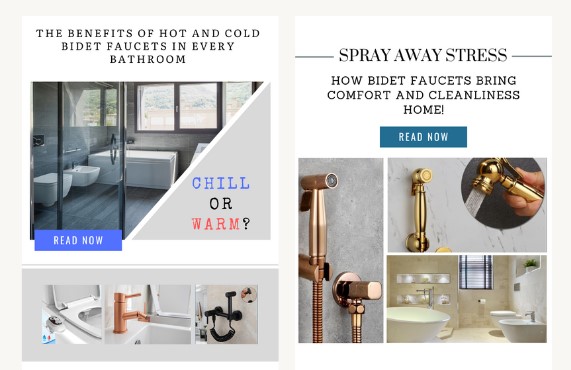 THE BENEFITS OF HOT AND COLD
BIDET FAUCETS IN EVERY
BATHROOM
CHILL
OR
WARM?
READ NOW
SPRAY AWAY STRESS
HOW BIDET FAUCETS BRING
COMFORT AND CLEANLINESS
HOME!
READ NOW